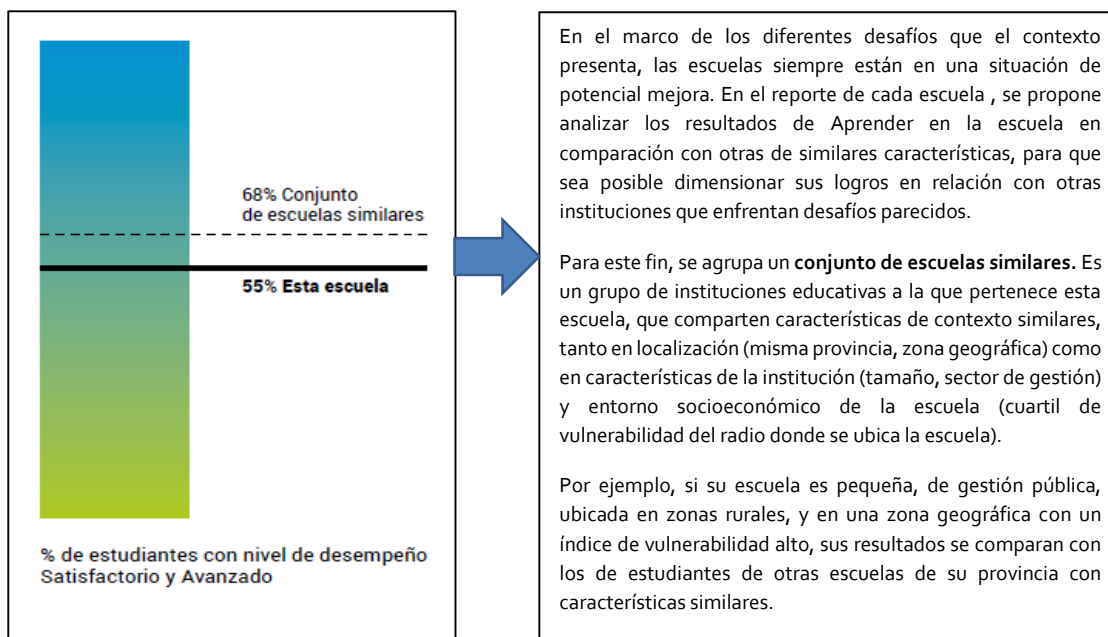 68% Conjunto
de escuelas similares
55% Esta escuela
% de estudiantes con nivel de desempeño
Satisfactorio y Avanzado
En el marco de los diferentes desafíos que el contexto
presenta, las escuelas siempre están en una situación de
potencial mejora. En el reporte de cada escuela , se propone
analizar los resultados de Aprender en la escuela en
comparación con otras de similares características, para que
sea posible dimensionar sus logros en relación con otras
instituciones que enfrentan desafíos parecidos.
Para este fin, se agrupa un conjunto de escuelas similares. Es
un grupo de instituciones educativas a la que pertenece esta
escuela, que comparten características de contexto similares,
tanto en localización (misma provincia, zona geográfica) como
en características de la institución (tamaño, sector de gestión)
y entorno socioeconómico de la escuela (cuartil de
vulnerabilidad del radio donde se ubica la escuela).
Por ejemplo, si su escuela es pequeña, de gestión pública,
ubicada en zonas rurales, y en una zona geográfica con un
índice de vulnerabilidad alto, sus resultados se comparan con
los de estudiantes de otras escuelas de su provincia con
características similares.